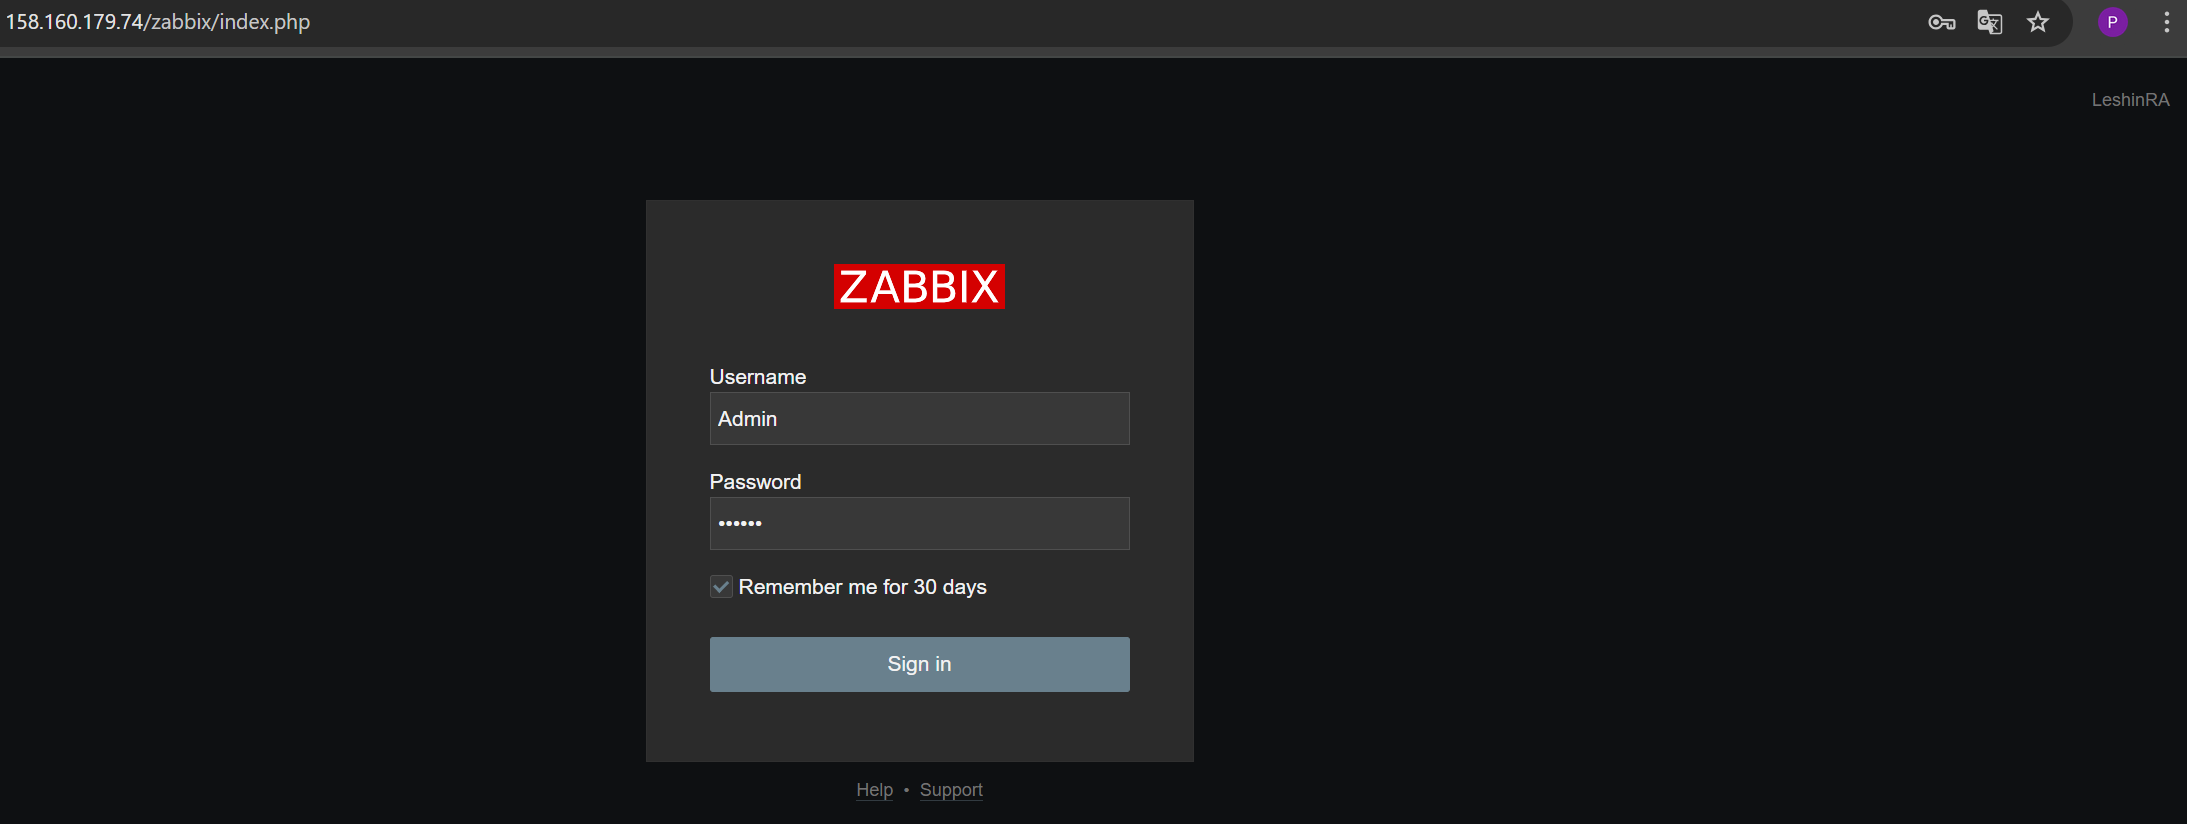 158.160.179.74/zabbix/index.php
P
LeshinRA
ZABBIX
Username
Admin
Password
••••••
Remember me for 30 days
Sign in
Help • Support